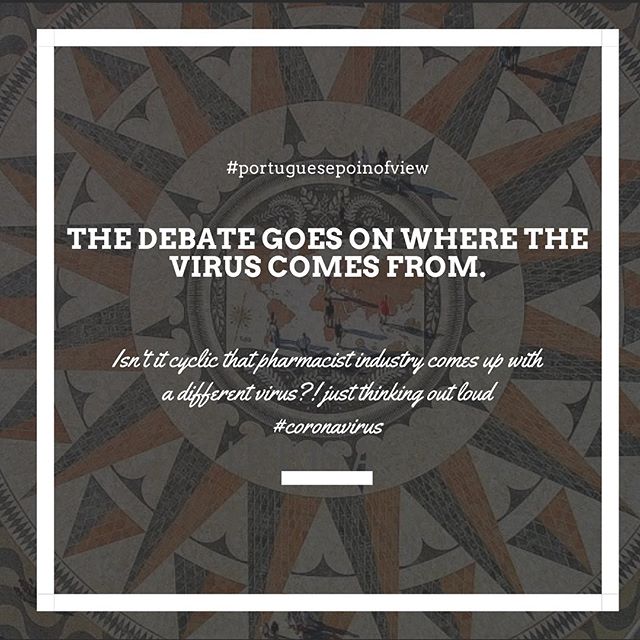 #portuguesepoinofview
THE DEBATE GOES ON WHERE THE
VIRUS COMES FROM.
Isn't it cyclic that pharmacist industry comes up with
a different virus?! just thinking out loud
#coronavirus